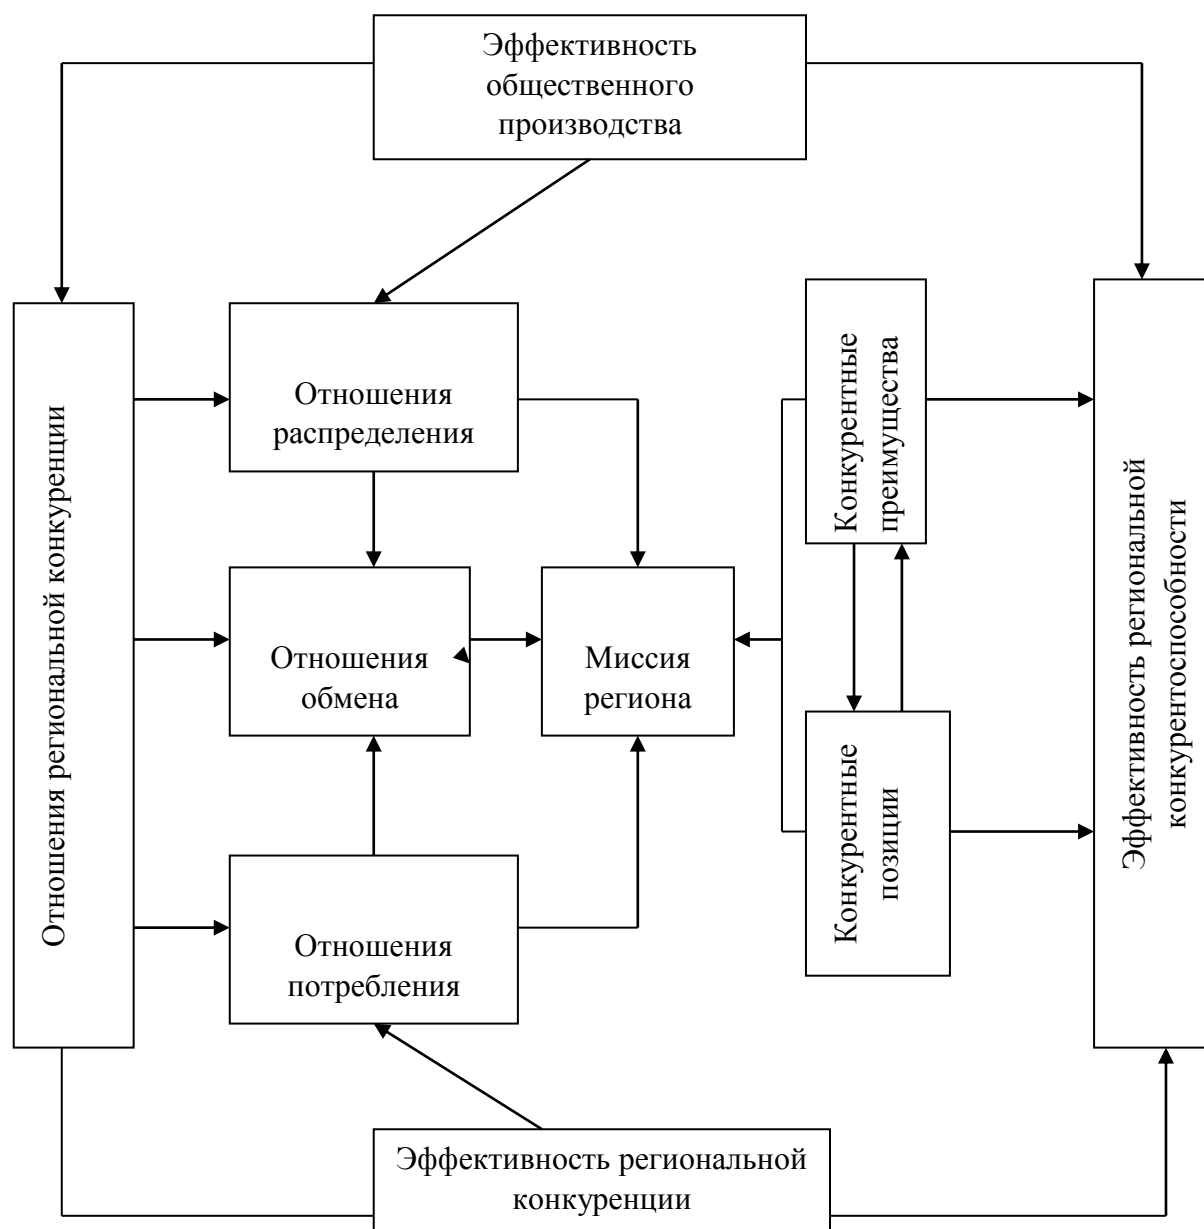 Эффективность
общественного
производства
Отношения региональной конкуренции
Отношения
распределения
Конкурентные
преимущества
Эффективность региональной
конкурентоспособности
Отношения
обмена
Миссия
региона
Конкурентные
позиции
Отношения
потребления
Эффективность региональной
конкуренции